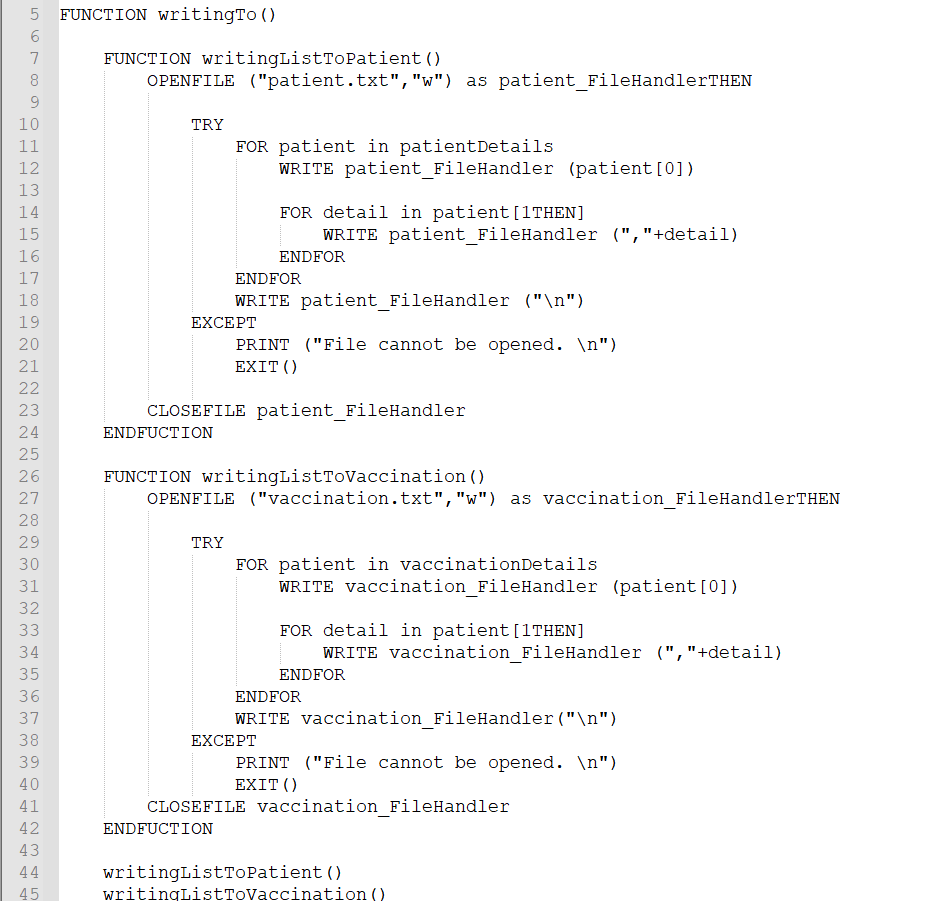 5 FUNCTION writingTo()
6
7 FUNCTION writingListToPatient()
8 OPENFILE ("patient.txt","w") as patient_FileHandlerTHEN
9
10 TRY
11 FOR patient in patientDetails
12 WRITE patient_FileHandler (patient[0])
13
14 FOR detail in patient[1THEN]
15 WRITE patient_FileHandler (","+detail)
16 ENDFOR
17 ENDFOR
18 WRITE patient_FileHandler ("\n")
19 EXCEPT
20 PRINT ("File cannot be opened. \n")
21 EXIT()
22
23 CLOSEFILE patient_FileHandler
24 ENDFUCTION
25
26 FUNCTION writingListToVaccination()
27 OPENFILE ("vaccination.txt","w") as vaccination_FileHandlerTHEN
28
29 TRY
30 FOR patient in vaccinationDetails
31 WRITE vaccination_FileHandler (patient[0])
32
33 FOR detail in patient[1THEN]
34 WRITE vaccination_FileHandler (","+detail)
35 ENDFOR
36 ENDFOR
37 WRITE vaccination_FileHandler("\n")
38 EXCEPT
39 PRINT ("File cannot be opened. \n")
40 EXIT()
41 CLOSEFILE vaccination_FileHandler
42 ENDFUCTION
43
44 writingListToPatient()
45 writingListToVaccination()